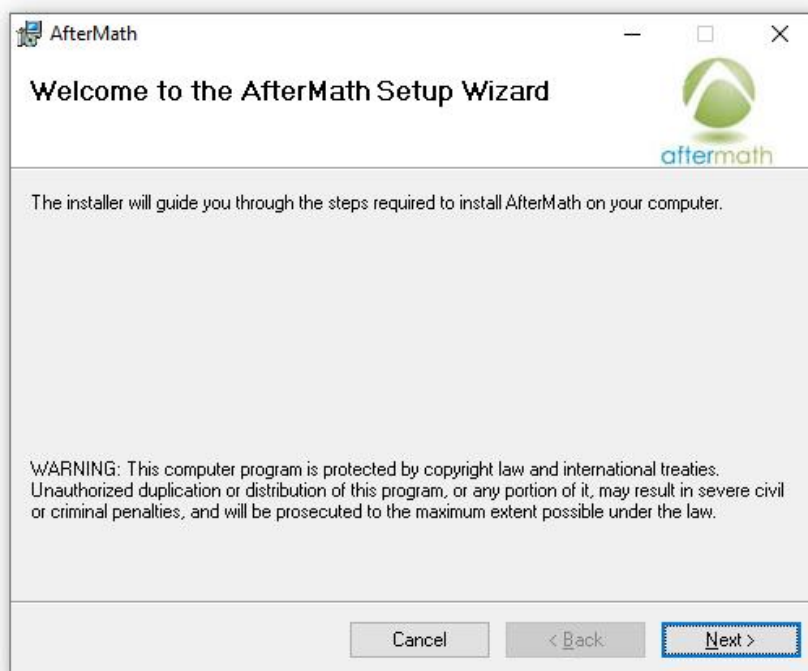 AfterMath
Welcome to the AfterMath Setup Wizard
aftermath
The installer will guide you through the steps required to install AfterMath on your computer.
WARNING: This computer program is protected by copyright law and international treaties.
Unauthorized duplication or distribution of this program, or any portion of it, may result in severe civil
or criminal penalties, and will be prosecuted to the maximum extent possible under the law.
Cancel
< Back
Next >